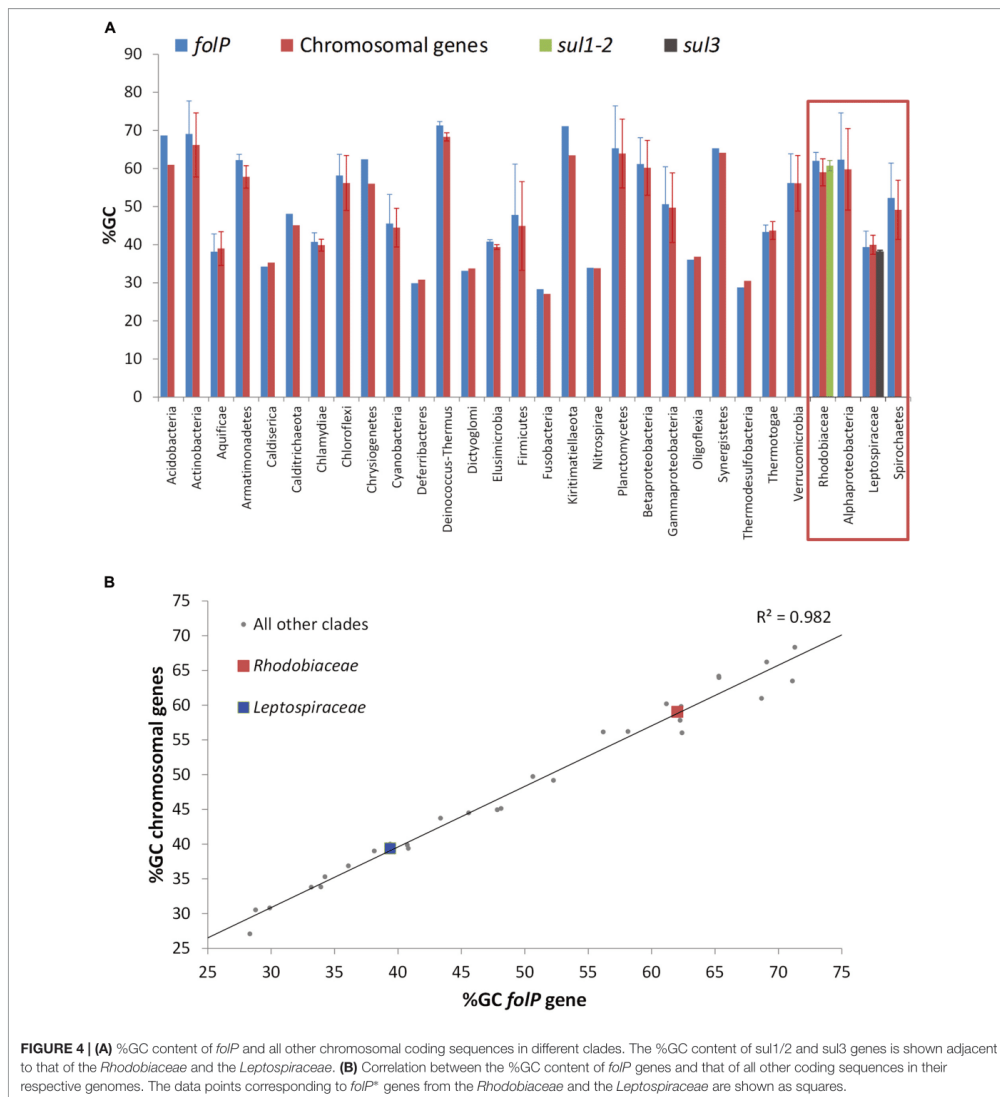 A
folP
Chromosomal genes
sul1-2
sul3
%GC
90
80
70
60
50
40
30
20
10
0
Acidobacteria
Actinobacteria
Aquificae
Armatimonadetes
Caldiserica
Calditrichaeota
Chlamydiae
Chloroflexi
Chrysiogenetes
Cyanobacteria
Deferribacteres
Deinococcus-Thermus
Dictyoglomi
Elusimicrobia
Firmicutes
Fusobacteria
Kiritimatiellaeota
Nitrospirae
Planctomycetes
Betaproteobacteria
Gammaproteobacteria
Oligoflexia
Synergistetes
Thermodesulfobacteria
Thermotogae
Verrucomicrobia
Rhodobiaceae
Alphaproteobacteria
Leptospiraceae
Spirochaetes
B
All other clades
Rhodobiaceae
Leptospiraceae
R² = 0.982
%GC chromosomal genes
75
70
65
60
55
50
45
40
35
30
25
25 30 35 40 45 50 55 60 65 70 75
%GC folP gene
FIGURE 4 | (A) %GC content of folP and all other chromosomal coding sequences in different clades. The %GC content of sul1/2 and sul3 genes is shown adjacent
to that of the Rhodobiaceae and the Leptospiraceae. (B) Correlation between the %GC content of folP genes and that of all other coding sequences in their
respective genomes. The data points corresponding to folP* genes from the Rhodobiaceae and the Leptospiraceae are shown as squares.